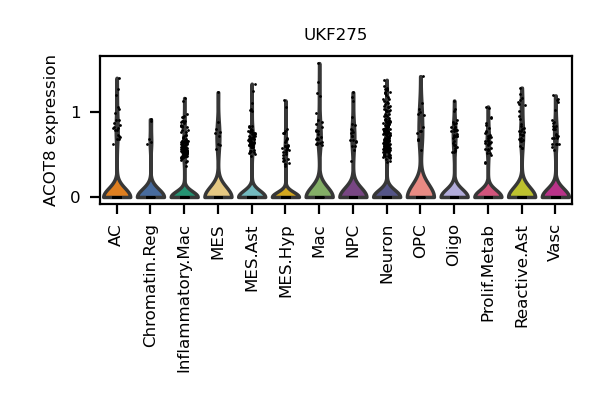 UKF275
ACOT8 expression
1
0
AC
Chromatin.Reg
Inflammatory.Mac
MES
MES.Ast
MES.Hyp
Mac
NPC
Neuron
OPC
Oligo
Prolif.Metab
Reactive.Ast
Vasc